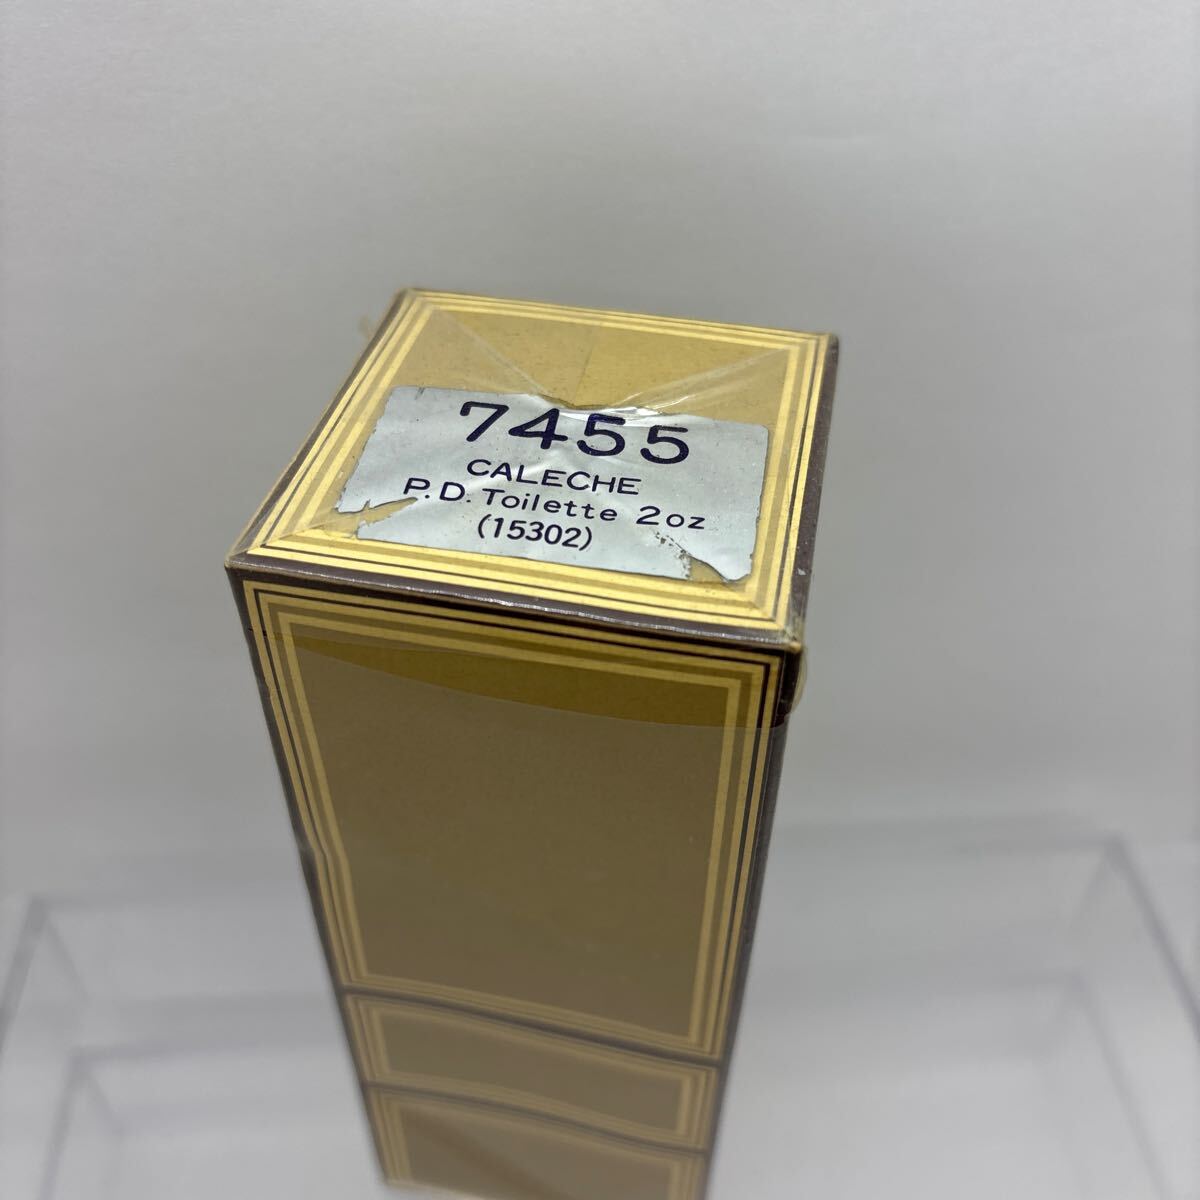 7455
CALECHE
P.D. Toilette 2oz
(15302)